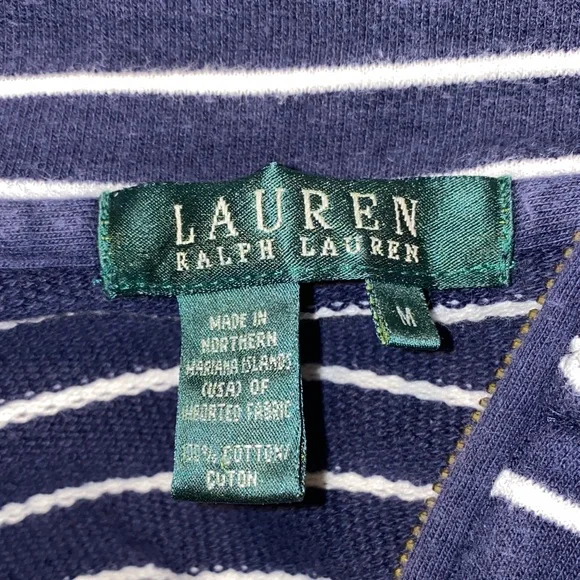 LAUREN
RALPH LAUREN
M
MADE IN
NORTHERN
MARIANA ISLANDS
(USA) OF
IMPORTED FABRIC
100% COTTON/
COTON